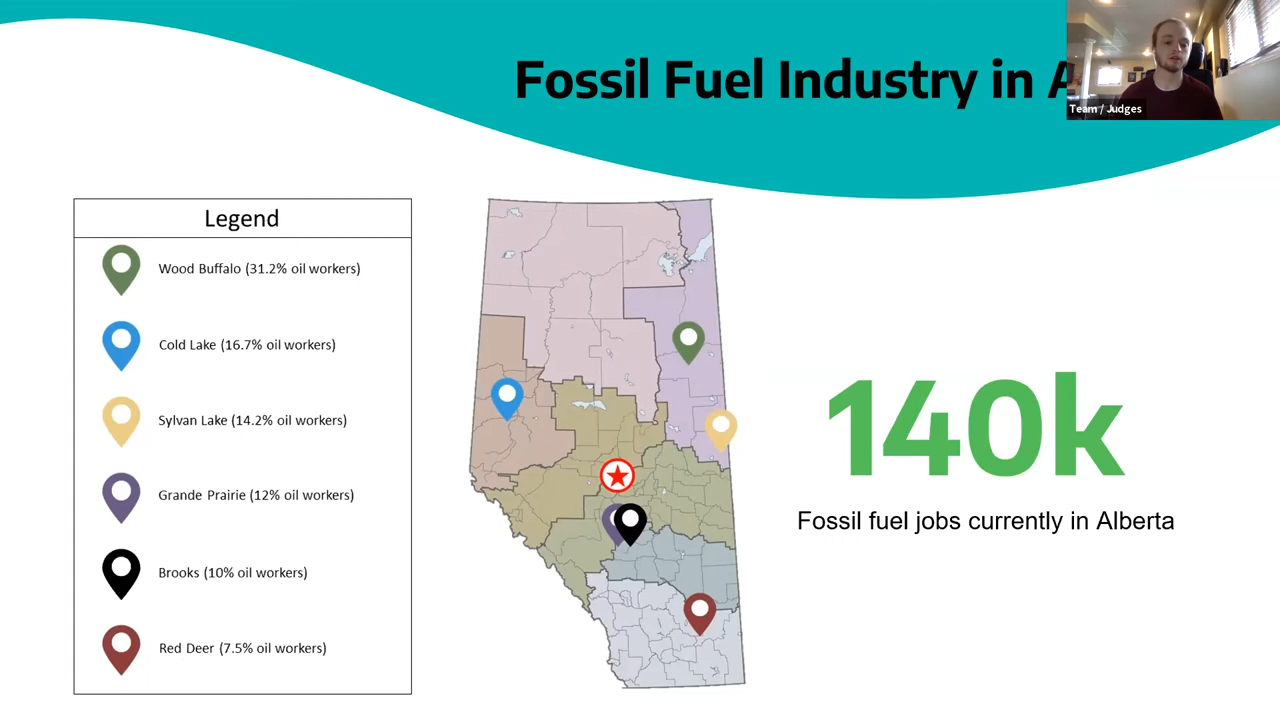 Fossil Fuel Industry in
Team / Judges
Legend
Wood Buffalo (31.2% oil workers)
Cold Lake (16.7% oil workers)
Sylvan Lake (14.2% oil workers)
Grande Prairie (12% oil workers)
Brooks (10% oil workers)
Red Deer (7.5% oil workers)
140k
Fossil fuel jobs currently in Alberta